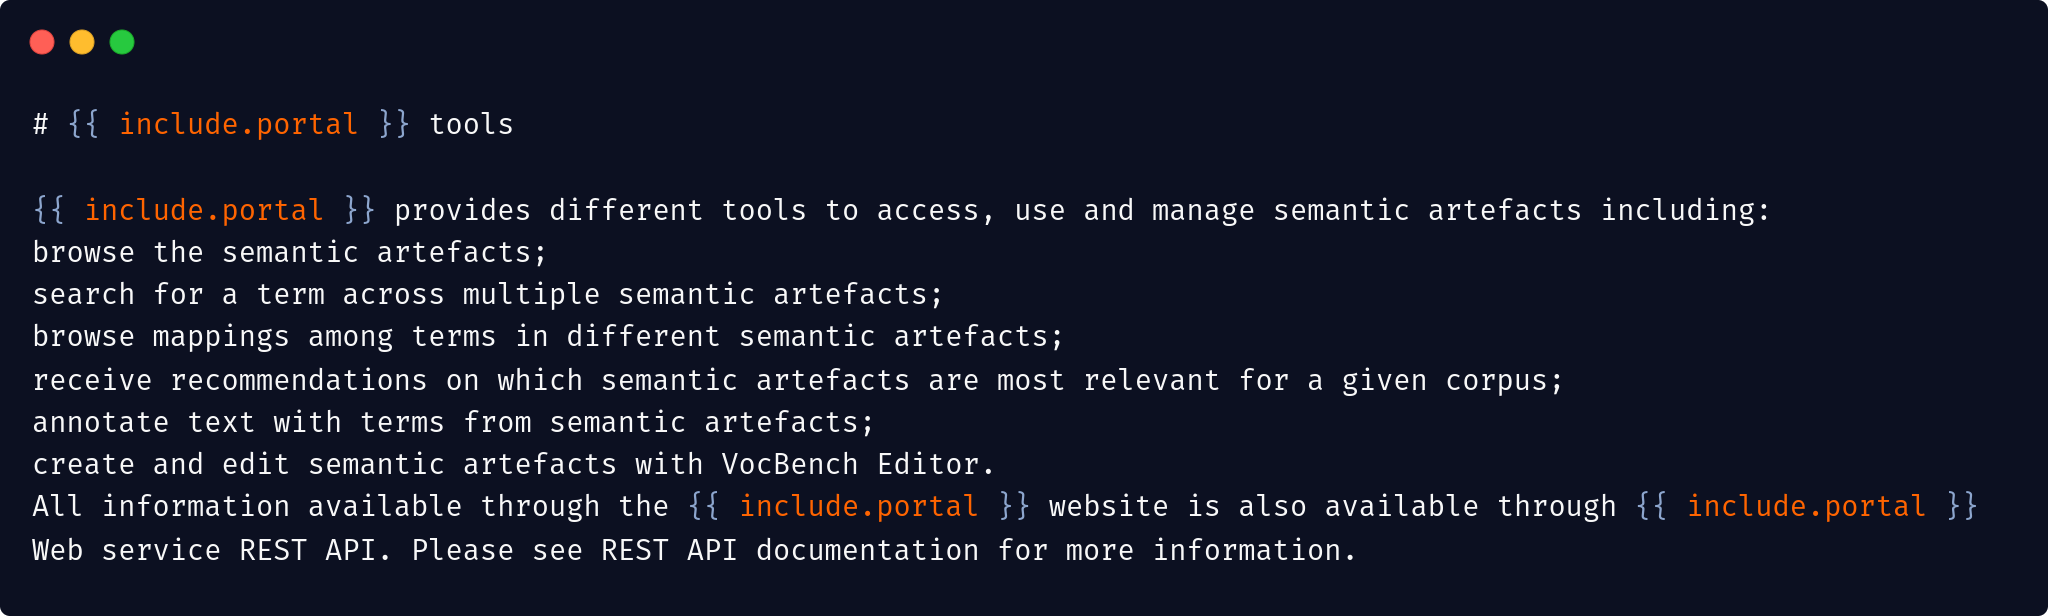 # {{ include.portal }} tools
{{ include.portal }} provides different tools to access, use and manage semantic artefacts including:
browse the semantic artefacts;
search for a term across multiple semantic artefacts;
browse mappings among terms in different semantic artefacts;
receive recommendations on which semantic artefacts are most relevant for a given corpus;
annotate text with terms from semantic artefacts;
create and edit semantic artefacts with VocBench Editor.
All information available through the {{ include.portal }} website is also available through {{ include.portal }}
Web service REST API. Please see REST API documentation for more information.